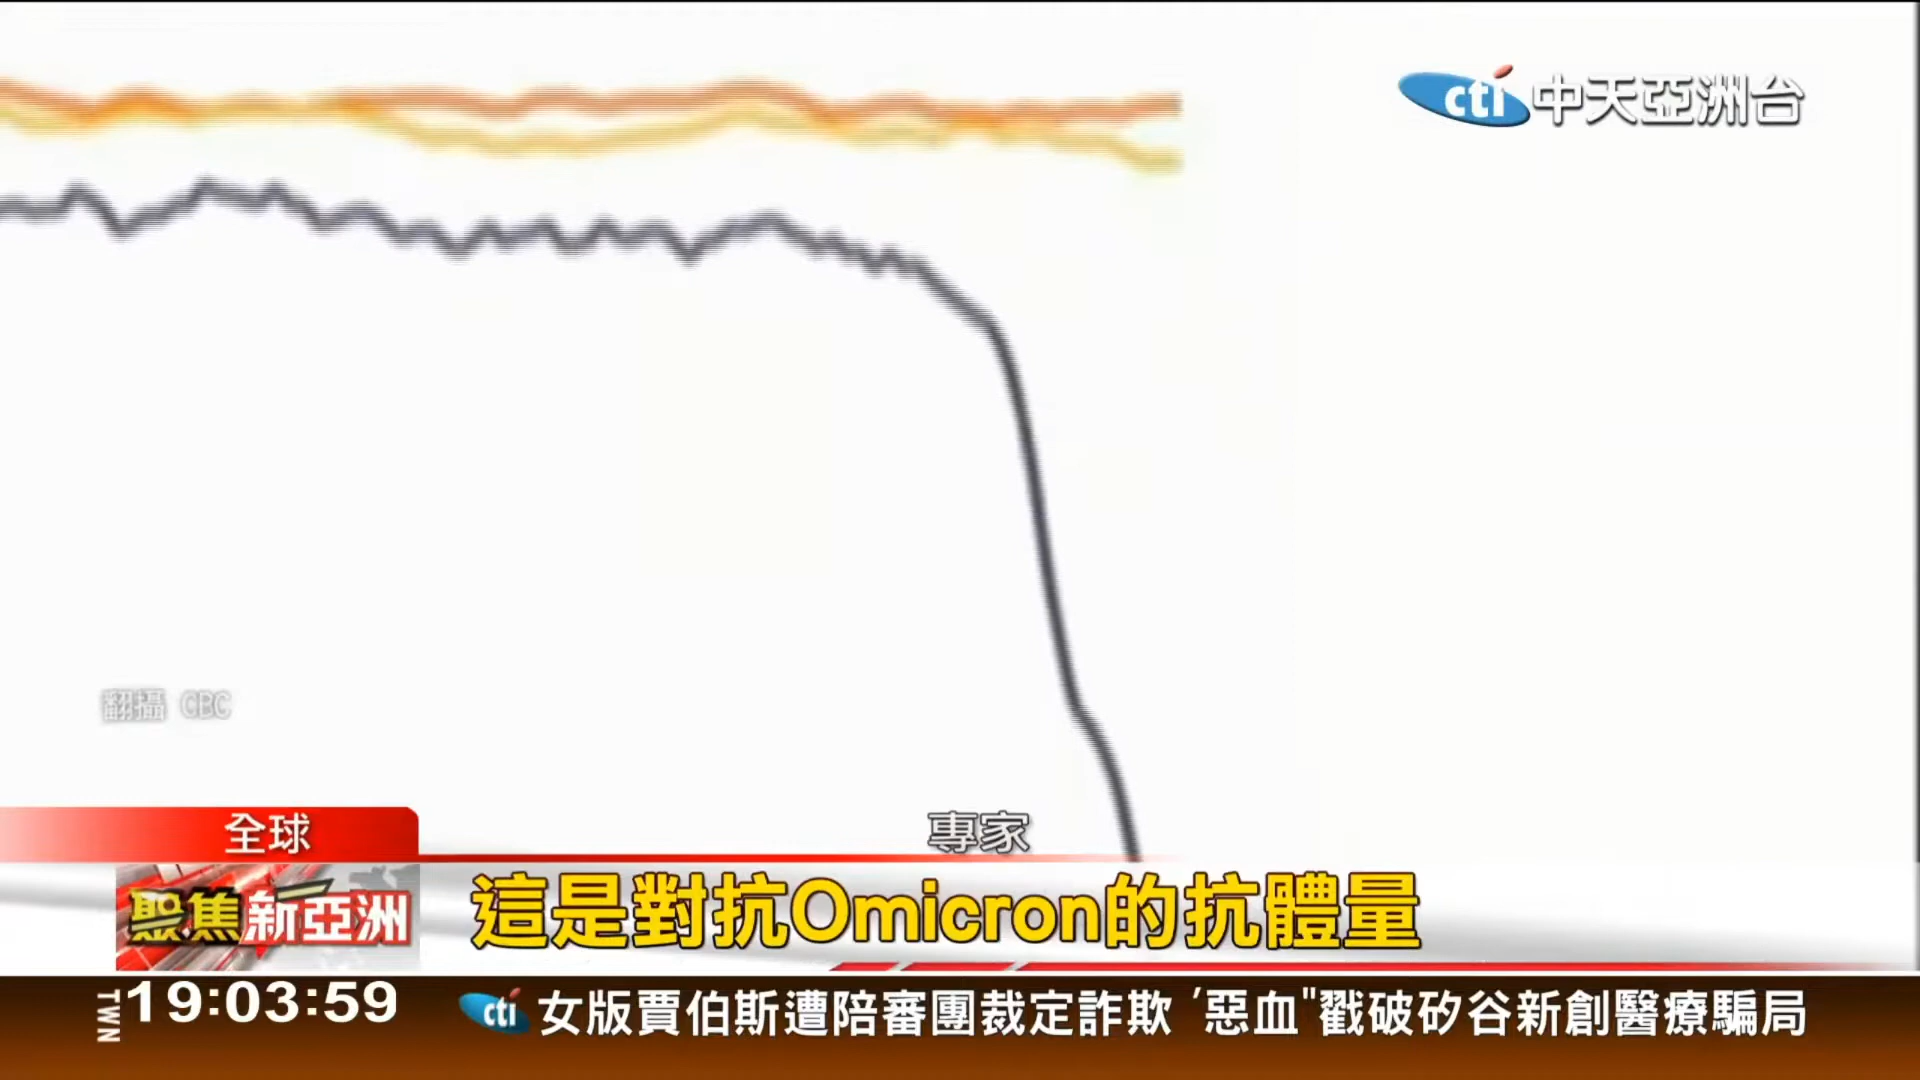 cti 中天亞洲台
翻攝 CBC
全球
專家
聚焦新亞洲
這是對抗Omicron的抗體量
TWN 19:03:59
cti 女版賈伯斯遭陪審團裁定詐欺 '惡血"戳破矽谷新創醫療騙局